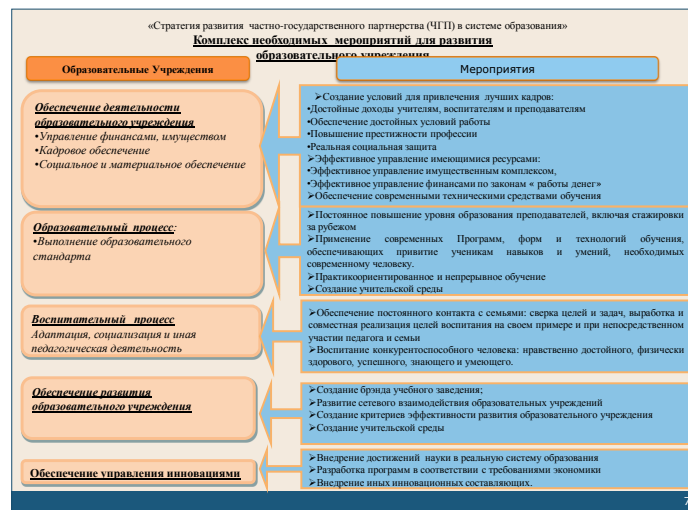 «Стратегия развития частно-государственного партнерства (ЧГП) в системе образования»
Комплекс необходимых мероприятий для развития
образовательного учреждения
Образовательные Учреждения
Мероприятия
Обеспечение деятельности
образовательного учреждения
•Управление финансами, имуществом
•Кадровое обеспечение
•Социальное и материальное обеспечение
➢Создание условий для привлечения лучших кадров:
•Достойные доходы учителям, воспитателям и преподавателям
•Обеспечение достойных условий работы
•Повышение престижности профессии
•Реальная социальная защита
➢Эффективное управление имеющимися ресурсами:
•Эффективное управление имущественным комплексом,
•Эффективное управление финансами по законам « работы денег»
➢Обеспечение современными техническими средствами обучения
Образовательный процесс:
•Выполнение образовательного
стандарта
➢Постоянное повышение уровня образования преподавателей, включая стажировки
за рубежом
➢Применение современных Программ, форм и технологий обучения,
обеспечивающих привитие ученикам навыков и умений, необходимых
современному человеку.
➢Практикоориентированное и непрерывное обучение
➢Создание учительской среды
Воспитательный процесс
Адаптация, социализация и иная
педагогическая деятельность
➢Обеспечение постоянного контакта с семьями: сверка целей и задач, выработка и
совместная реализация целей воспитания на своем примере и при непосредственном
участии педагога и семьи
➢Воспитание конкурентоспособного человека: нравственно достойного, физически
здорового, успешного, знающего и умеющего.
Обеспечение развития
образовательного учреждения
➢Создание брэнда учебного заведения;
➢Развитие сетевого взаимодействия образовательных учреждений
➢Создание критериев эффективности развития образовательного учреждения
➢Создание учительской среды
Обеспечение управления инновациями
➢Внедрение достижений науки в реальную систему образования
➢Разработка программ в соответствии с требованиями экономики
➢Внедрение иных инновационных составляющих.
7